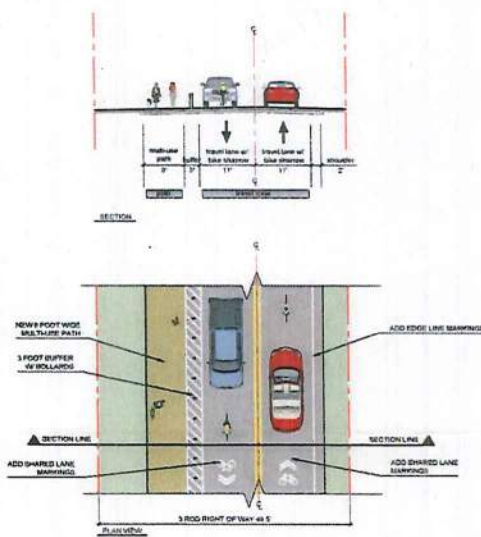 multi-use
path
8'
buffer
3'
travel lane w/
bike sharrow
11'
travel lane w/
bike sharrow
11'
shoulder
2'
path
SECTION
NEW 8 FOOT WIDE
MULTI-USE PATH
3 FOOT BUFFER
W/ BOLLARDS
ADD EDGE LINE MARKINGS
SECTION LINE
SECTION LINE
ADD SHARED LANE
MARKINGS
ADD SHARED LANE
MARKINGS
3 ROD RIGHT OF WAY 49.5'
PLAN VIEW